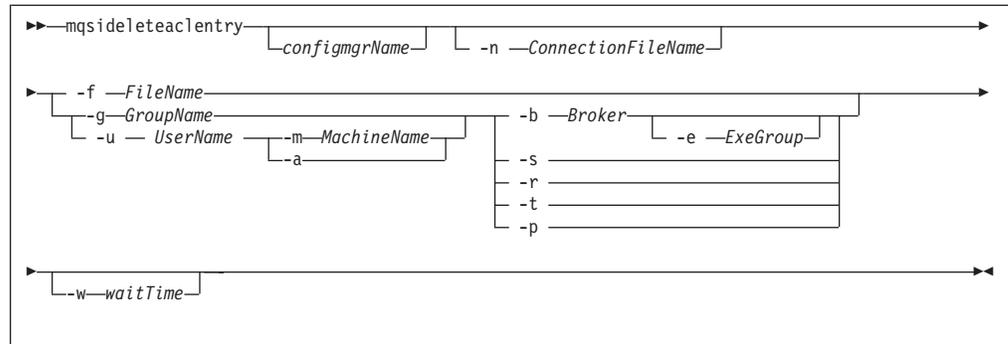 mqsideleteaclentry
configmgrName -n ConnectionFileName
-f FileName
-g GroupName -b Broker
-u UserName -m MachineName -e ExeGroup
-a -s
-r
-t
-p
-w waitTime